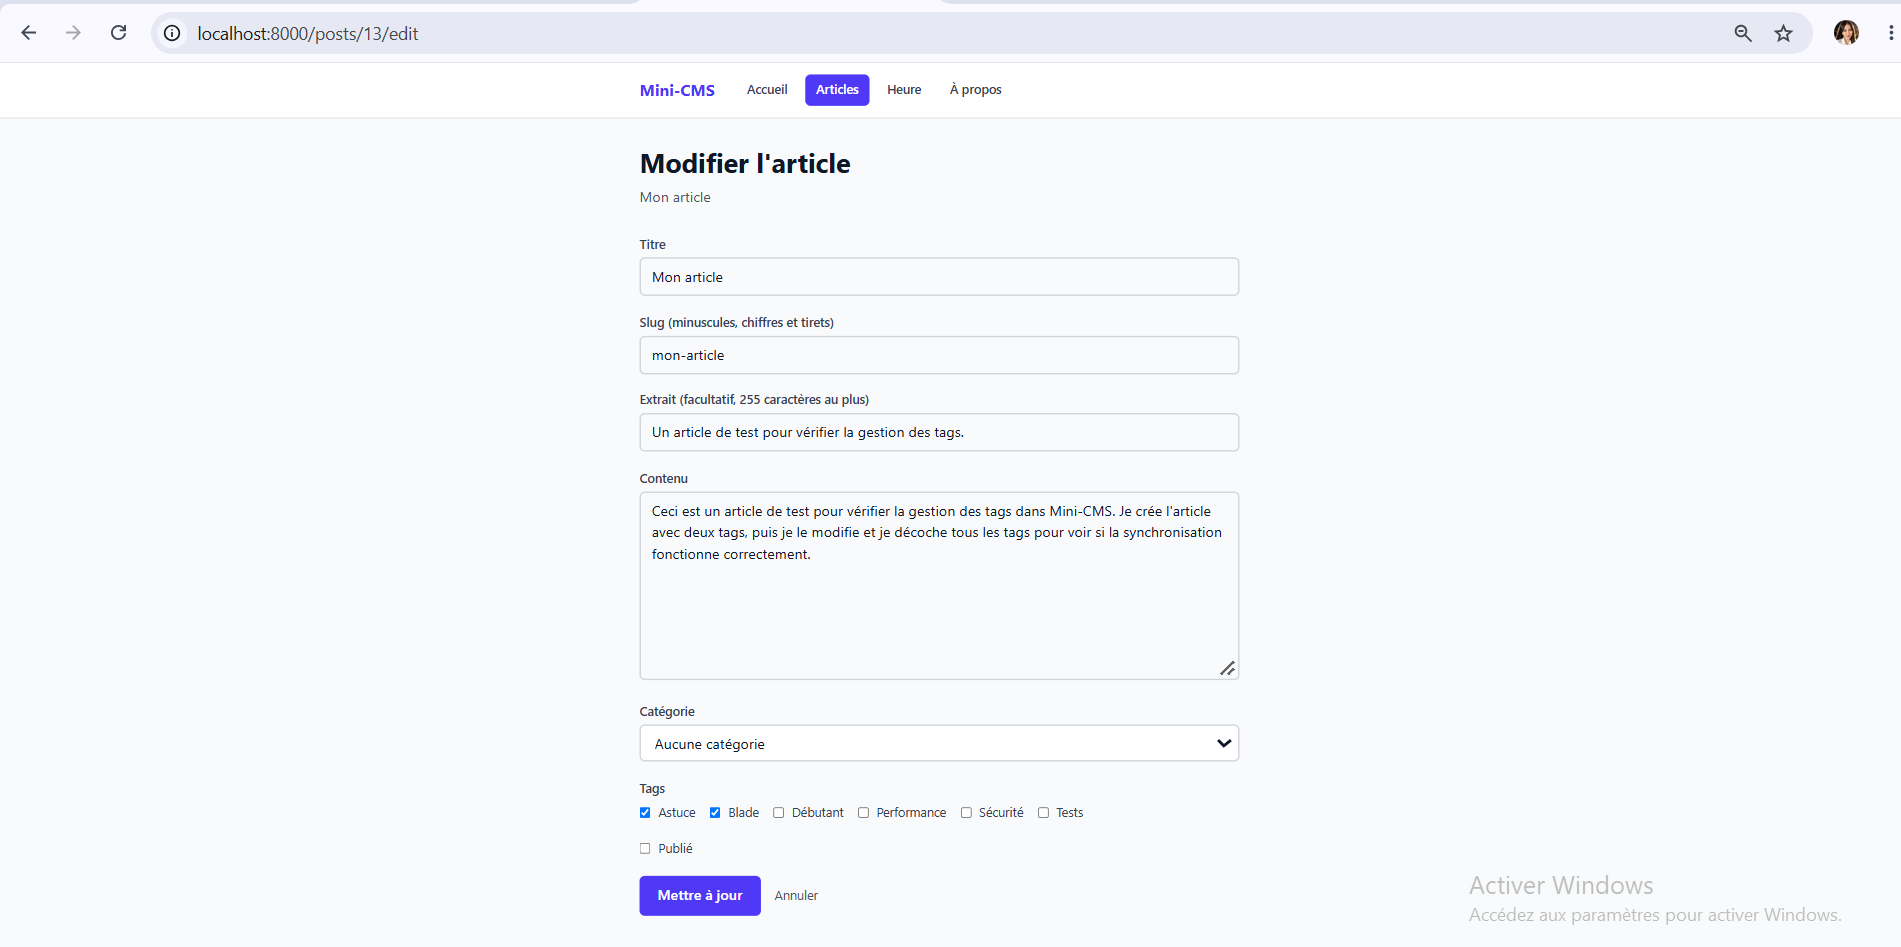 localhost:8000/posts/13/edit
Mini-CMS Accueil Articles Heure À propos
Modifier l'article
Mon article
Titre
Mon article
Slug (minuscules, chiffres et tirets)
mon-article
Extrait (facultatif, 255 caractères au plus)
Un article de test pour vérifier la gestion des tags.
Contenu
Ceci est un article de test pour vérifier la gestion des tags dans Mini-CMS. Je crée l'article
avec deux tags, puis je le modifie et je décoche tous les tags pour voir si la synchronisation
fonctionne correctement.
Catégorie
Aucune catégorie
Tags
Astuce Blade Débutant Performance Sécurité Tests
Publié
Mettre à jour Annuler
Activer Windows
Accédez aux paramètres pour activer Windows.